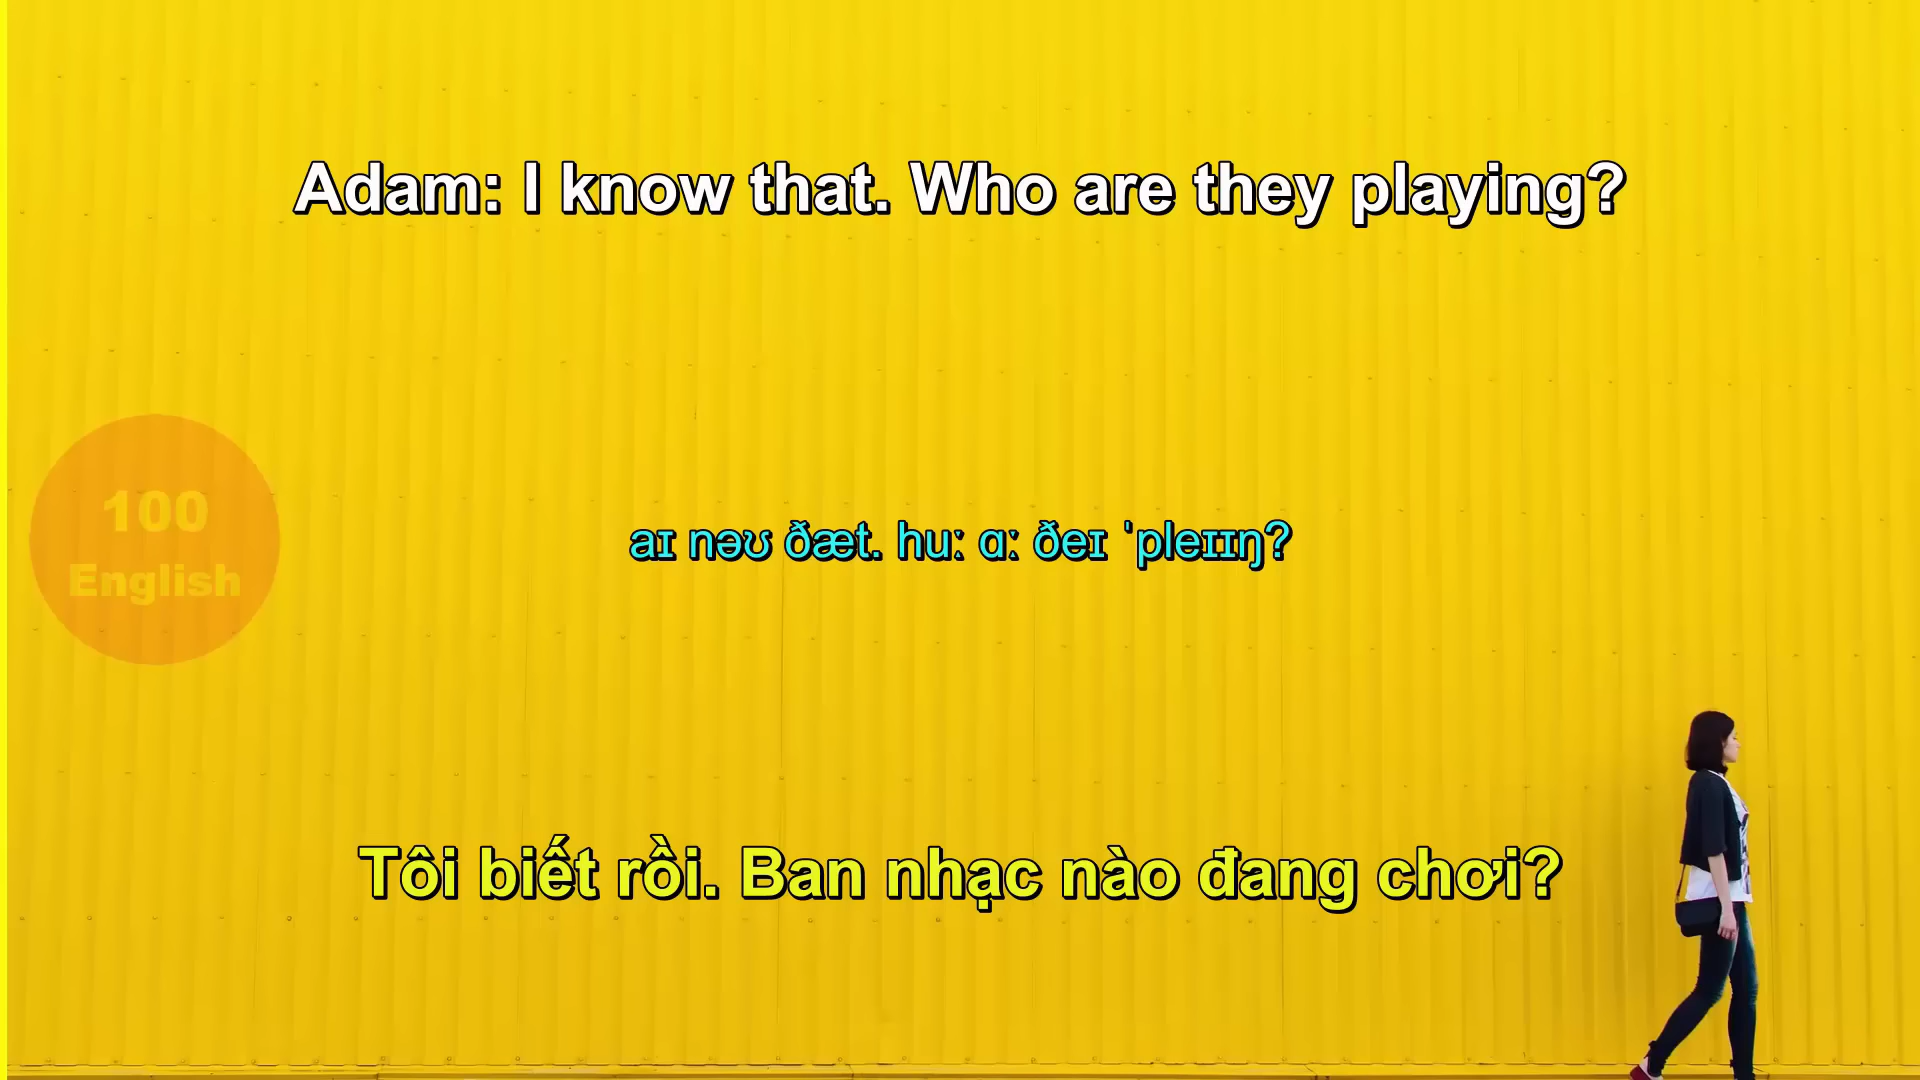 Adam: I know that. Who are they playing?
100
English
aɪ nəʊ ðæt. huː ɑː ðeɪ ˈpleɪɪŋ?
Tôi biết rồi. Ban nhạc nào đang chơi?